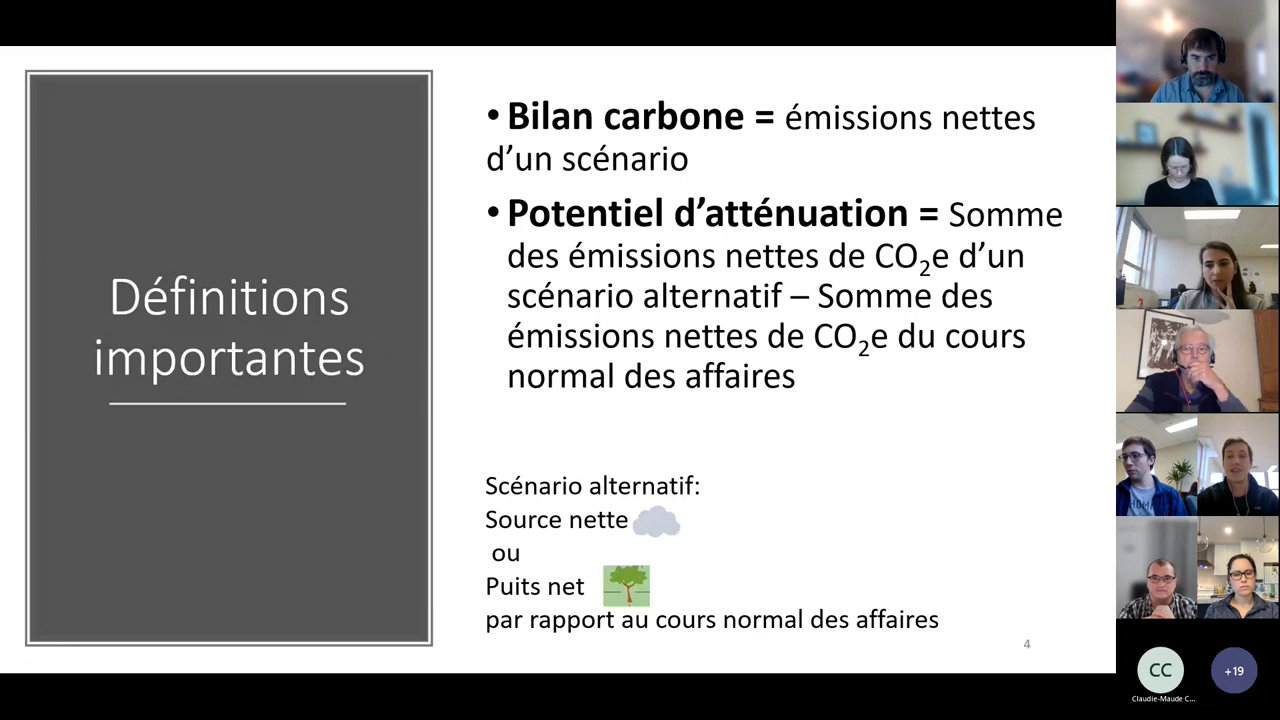 Définitions
importantes
• Bilan carbone = émissions nettes
d’un scénario
• Potentiel d’atténuation = Somme
des émissions nettes de CO₂e d’un
scénario alternatif – Somme des
émissions nettes de CO₂e du cours
normal des affaires
Scénario alternatif:
Source nette
ou
Puits net
par rapport au cours normal des affaires
4
CC
+19
Claudie-Maude C...